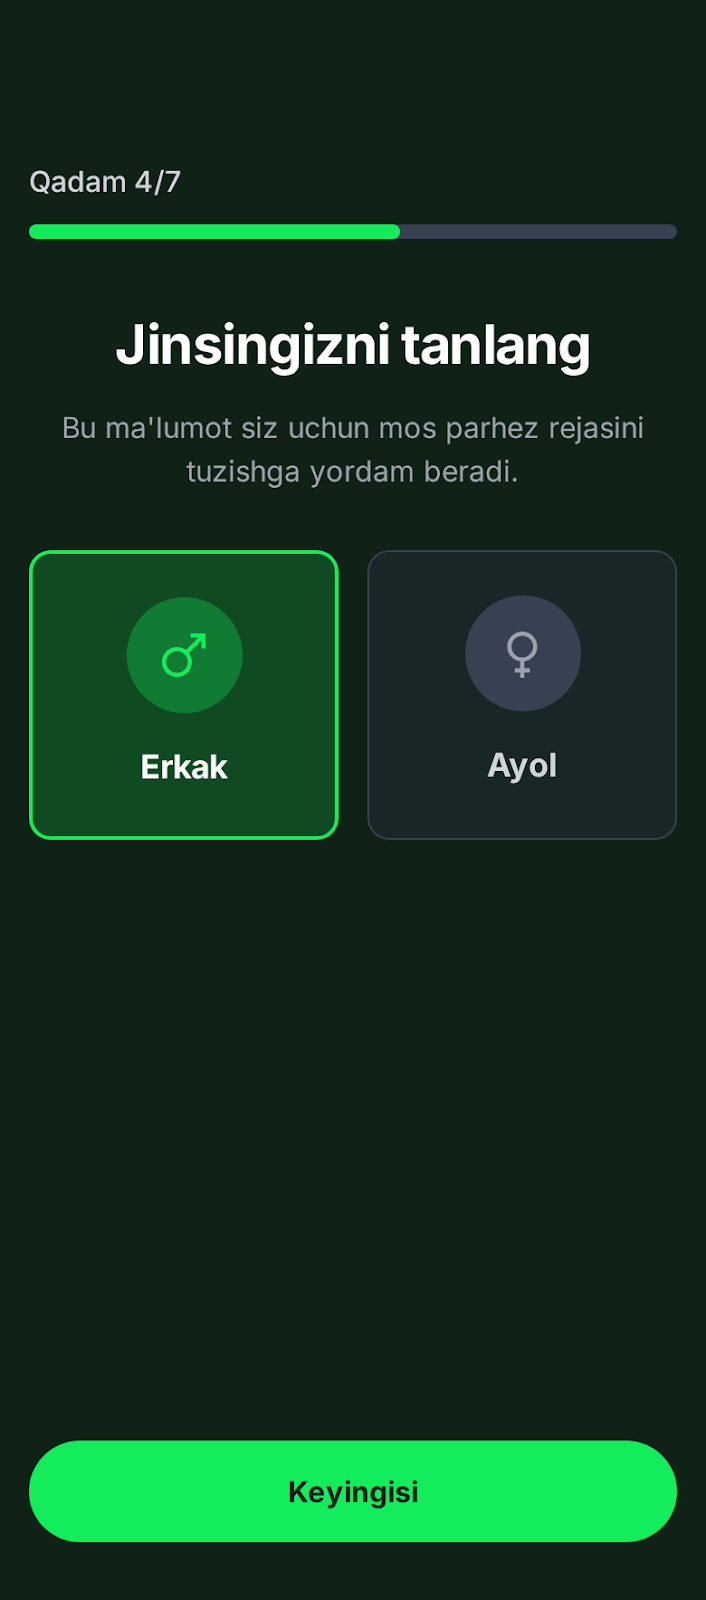 Qadam 4/7
Jinsingizni tanlang
Bu ma'lumot siz uchun mos parhez rejasini
tuzishga yordam beradi.
Erkak
Ayol
Keyingisi